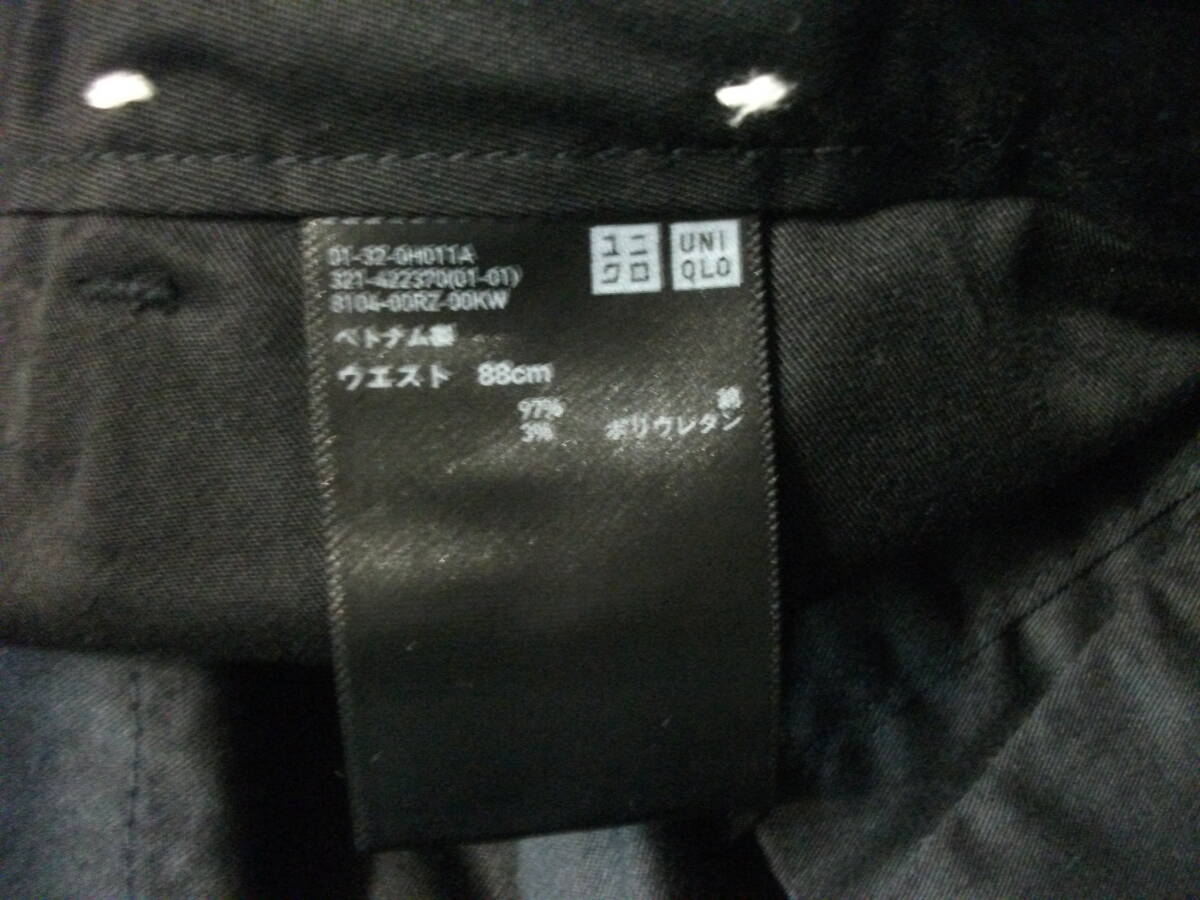 01-32-0H011A
321-422370(01-01)
8104-00RZ-00KW
ユニ
クロ
UNI
QLO
ベトナム製
ウエスト 88cm
97% 綿
3% ポリウレタン